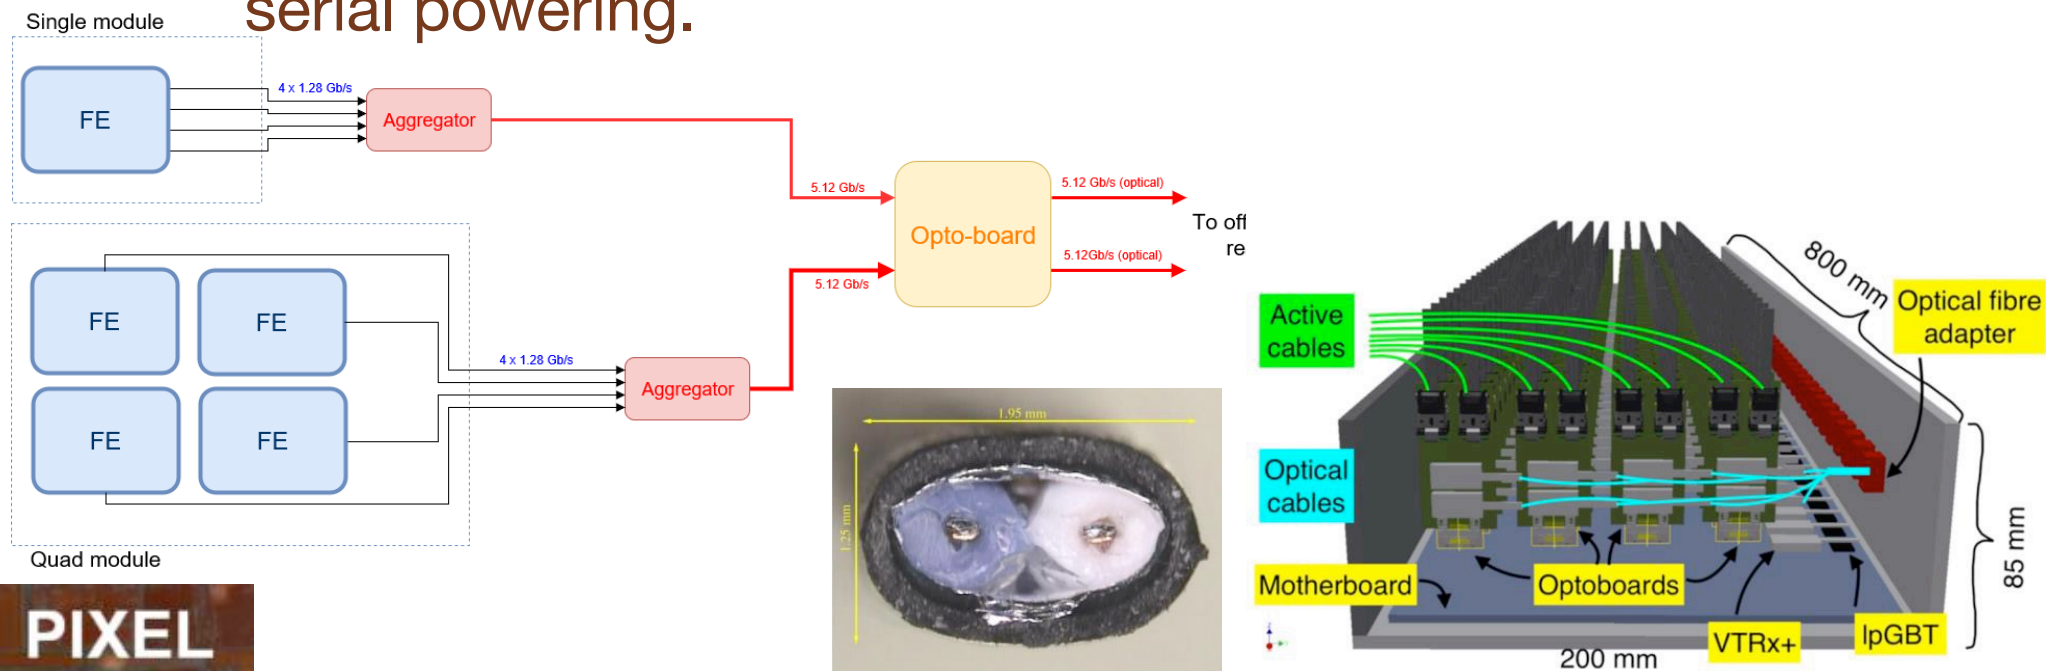 serial powering.
Single module
FE
4 x 1.28 Gb/s
Aggregator
5.12 Gb/s
Opto-board
5.12 Gb/s (optical)
5.12Gb/s (optical)
To off
re
5.12 Gb/s
FE
FE
FE
FE
4 x 1.28 Gb/s
Aggregator
Quad module
PIXEL
1.95 mm
1.25 mm
800 mm
Optical fibre
adapter
Active
cables
Optical
cables
Motherboard
Optoboards
VTRx+
lpGBT
85 mm
200 mm